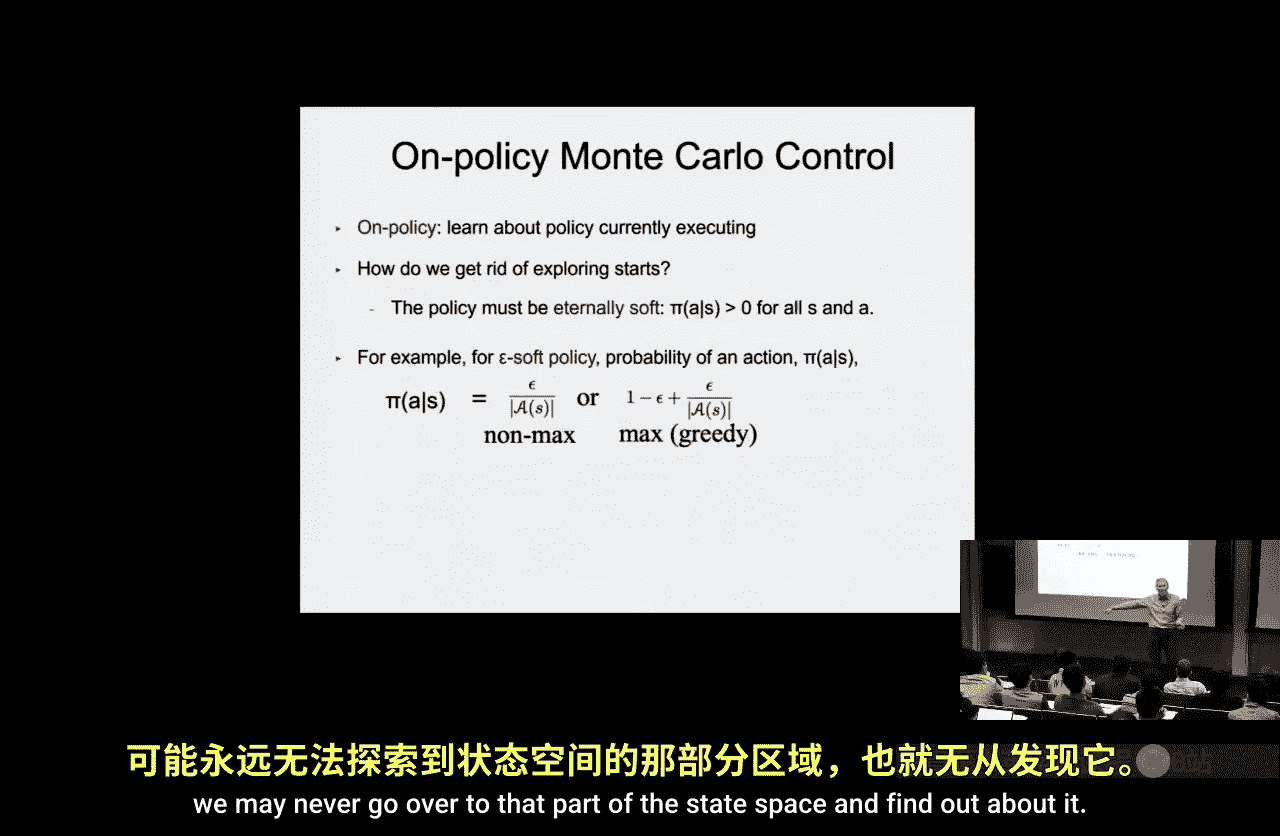 On-policy Monte Carlo Control
▸ On-policy: learn about policy currently executing
▸ How do we get rid of exploring starts?
- The policy must be eternally soft: π(a|s) > 0 for all s and a.
▸ For example, for ε-soft policy, probability of an action, π(a|s),
π(a|s) = ϵ/|𝒜(s)| or 1 − ϵ + ϵ/|𝒜(s)|
non-max max (greedy)
可能永远无法探索到状态空间的那部分区域，也就无从发现它。
we may never go over to that part of the state space and find out about it.